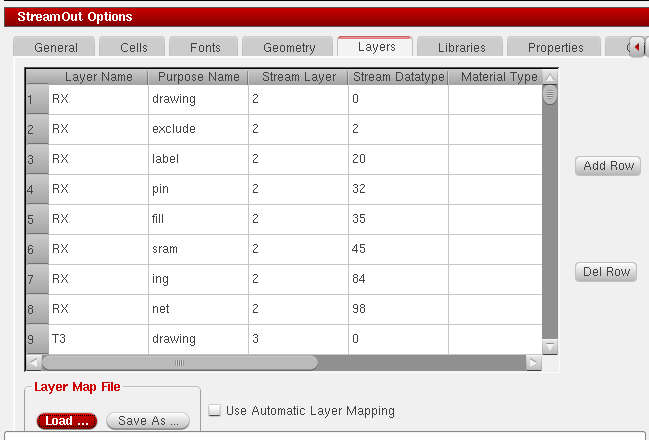 StreamOut Options
General Cells Fonts Geometry Layers Libraries Properties
Layer Name Purpose Name Stream Layer Stream Datatype Material Type
1 RX drawing 2 0
2 RX exclude 2 2
3 RX label 2 20
4 RX pin 2 32
5 RX fill 2 35
6 RX sram 2 45
7 RX ing 2 84
8 RX net 2 98
9 T3 drawing 3 0
Add Row
Del Row
Layer Map File
Load ... Save As ... Use Automatic Layer Mapping